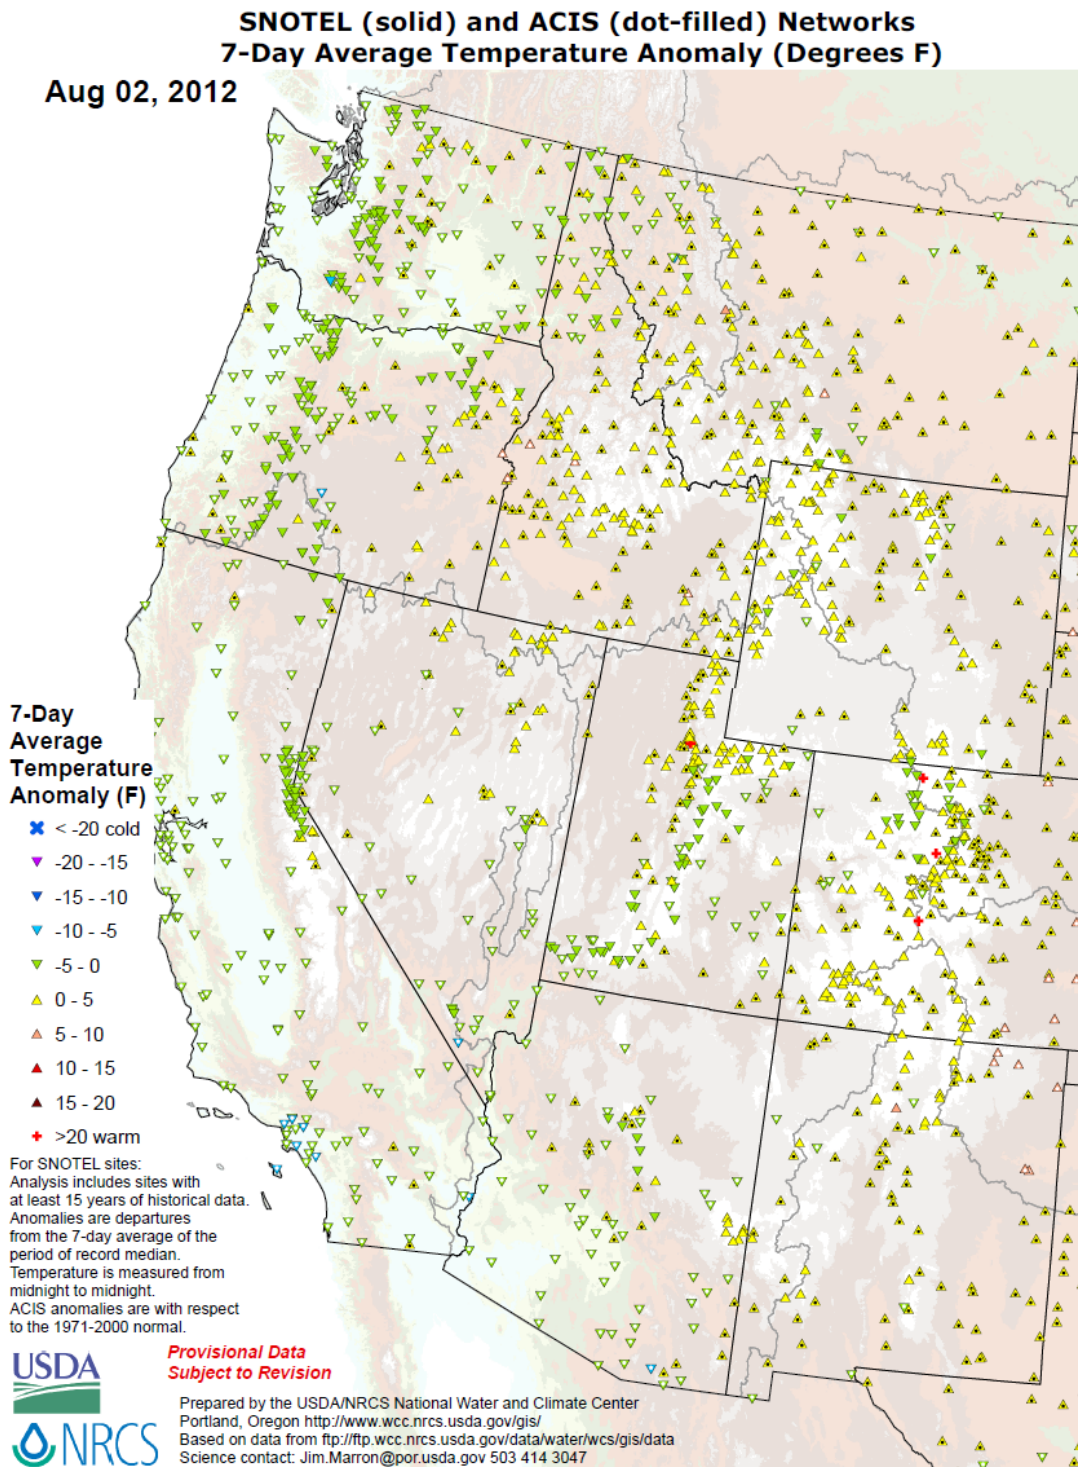 SNOTEL (solid) and ACIS (dot-filled) Networks
7-Day Average Temperature Anomaly (Degrees F)
Aug 02, 2012
7-Day
Average
Temperature
Anomaly (F)
< -20 cold
-20 - -15
-15 - -10
-10 - -5
-5 - 0
0 - 5
5 - 10
10 - 15
15 - 20
>20 warm
For SNOTEL sites:
Analysis includes sites with
at least 15 years of historical data.
Anomalies are departures
from the 7-day average of the
period of record median.
Temperature is measured from
midnight to midnight.
ACIS anomalies are with respect
to the 1971-2000 normal.
USDA
NRCS
Provisional Data
Subject to Revision
Prepared by the USDA/NRCS National Water and Climate Center
Portland, Oregon http://www.wcc.nrcs.usda.gov/gis/
Based on data from ftp://ftp.wcc.nrcs.usda.gov/data/water/wcs/gis/data
Science contact: Jim.Marron@por.usda.gov 503 414 3047